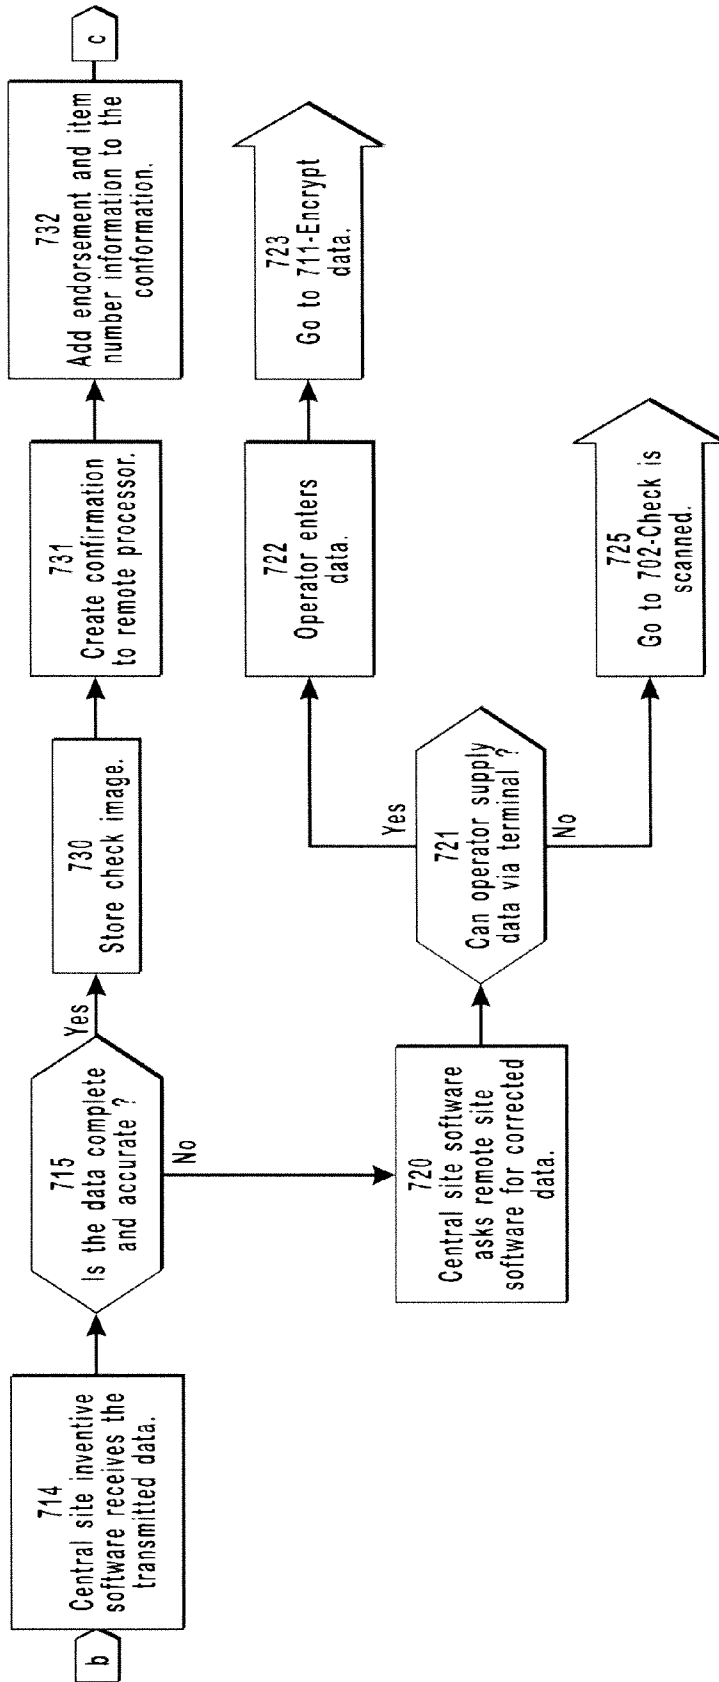 b
714
Central site inventive
software receives the
transmitted data.
715
Is the data complete
and accurate ?
Yes
No
730
Store check image.
731
Create confirmation
to remote processor.
732
Add endorsement and item
number information to the
conformation.
c
720
Central site software
asks remote site
software for corrected
data.
721
Can operator supply
data via terminal ?
Yes
No
722
Operator enters
data.
723
Go to 711-Encrypt
data.
725
Go to 702-Check is
scanned.